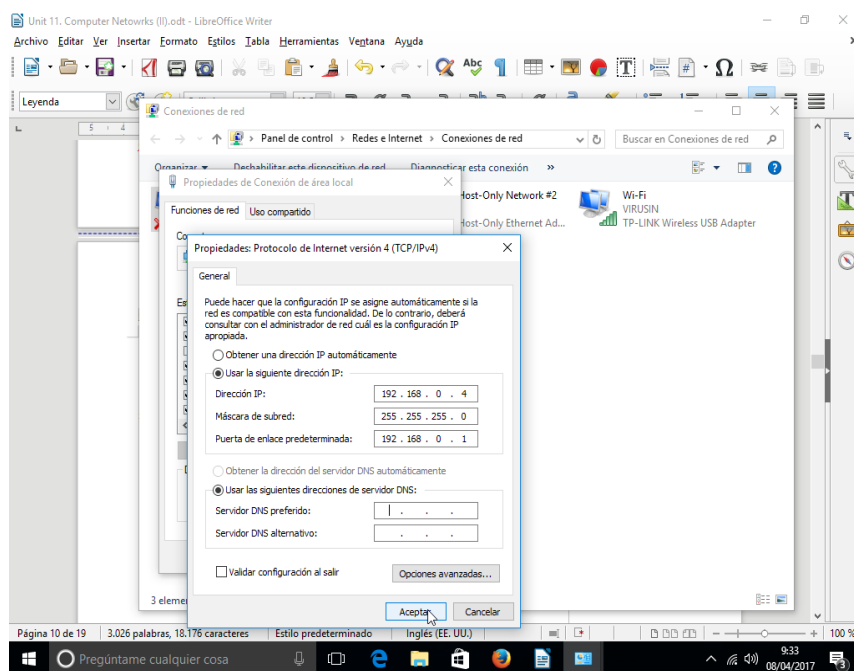 Unit 11. Computer Netowrks (II).odt - LibreOffice Writer
Archivo Editar Ver Insertar Formato Estilos Tabla Herramientas Ventana Ayuda
Leyenda
5 4
Conexiones de red
Panel de control > Redes e Internet > Conexiones de red
Buscar en Conexiones de red
Organizar Deshabilitar este dispositivo de red Diagnosticar esta conexión »
Propiedades de Conexión de área local
Host-Only Network #2
Host-Only Ethernet Ad...
Wi-Fi
VIRUSIN
TP-LINK Wireless USB Adapter
Funciones de red Uso compartido
Propiedades: Protocolo de Internet versión 4 (TCP/IPv4)
General
Puede hacer que la configuración IP se asigne automáticamente si la
red es compatible con esta funcionalidad. De lo contrario, deberá
consultar con el administrador de red cuál es la configuración IP
apropiada.
Obtener una dirección IP automáticamente
Usar la siguiente dirección IP:
Dirección IP: 192 . 168 . 0 . 4
Máscara de subred: 255 . 255 . 255 . 0
Puerta de enlace predeterminada: 192 . 168 . 0 . 1
Obtener la dirección del servidor DNS automáticamente
Usar las siguientes direcciones de servidor DNS:
Servidor DNS preferido: . . .
Servidor DNS alternativo: . . .
Validar configuración al salir
Opciones avanzadas...
Aceptar Cancelar
3 eleme
Página 10 de 19 3.026 palabras, 18.176 caracteres Estilo predeterminado Inglés (EE. UU.) 100 %
Pregúntame cualquier cosa
9:33
08/04/2017